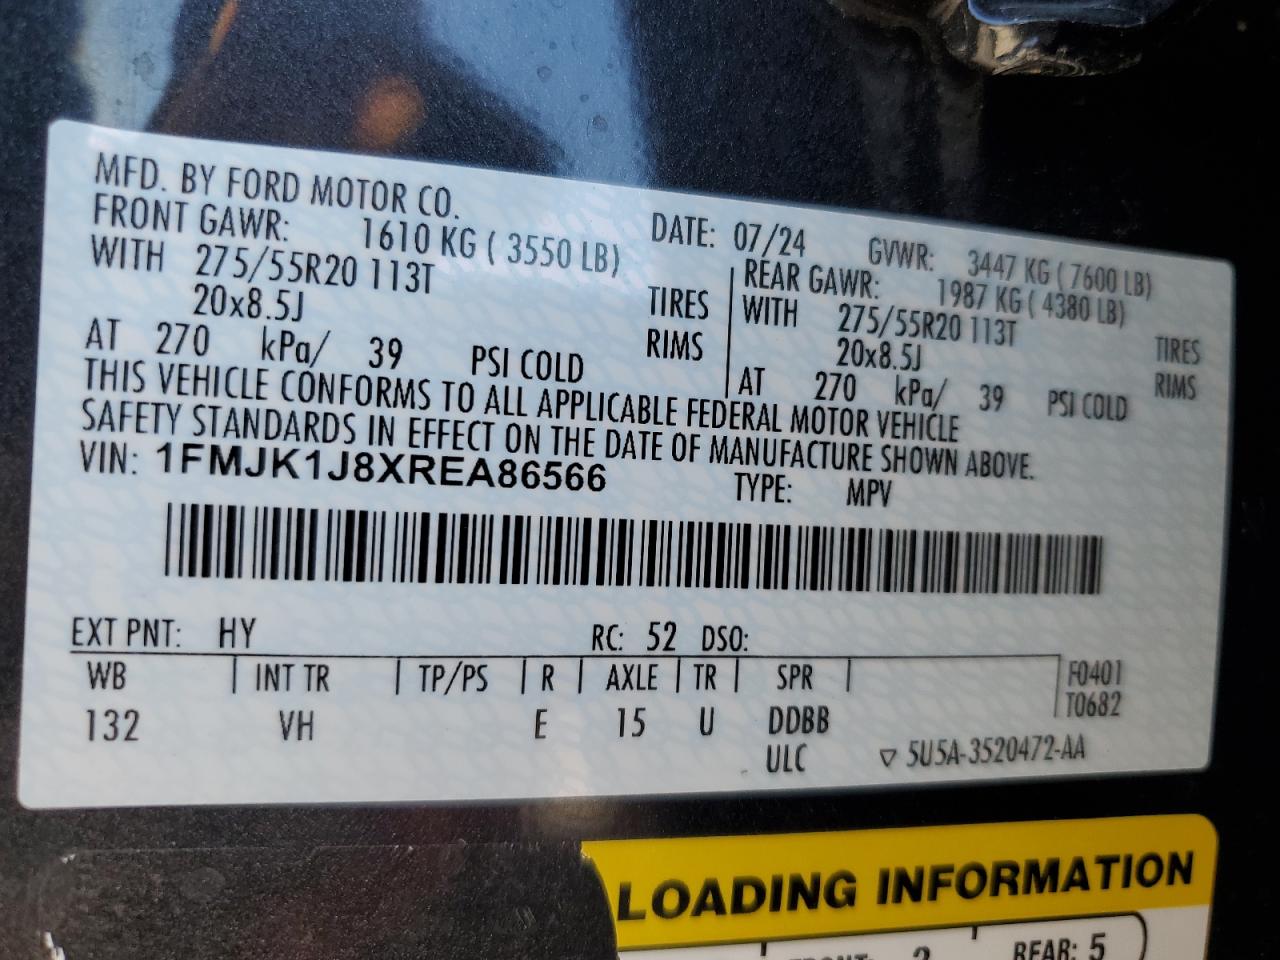 MFD. BY FORD MOTOR CO.
DATE: 07/24 GVWR: 3447 KG ( 7600 LB)
FRONT GAWR: 1610 KG ( 3550 LB)
WITH 275/55R20 113T TIRES
20x8.5J RIMS
AT 270 kPa/ 39 PSI COLD
REAR GAWR: 1987 KG ( 4380 LB)
WITH 275/55R20 113T TIRES
20x8.5J RIMS
AT 270 kPa/ 39 PSI COLD
THIS VEHICLE CONFORMS TO ALL APPLICABLE FEDERAL MOTOR VEHICLE
SAFETY STANDARDS IN EFFECT ON THE DATE OF MANUFACTURE SHOWN ABOVE.
VIN: 1FMJK1J8XREA86566 TYPE: MPV
EXT PNT: HY RC: 52 DSO:
WB | INT TR | TP/PS | R | AXLE | TR | SPR | F0401
T0682
132 VH E 15 U DDBB
ULC ▽ 5U5A-3520472-AA
LOADING INFORMATION
REAR: 5